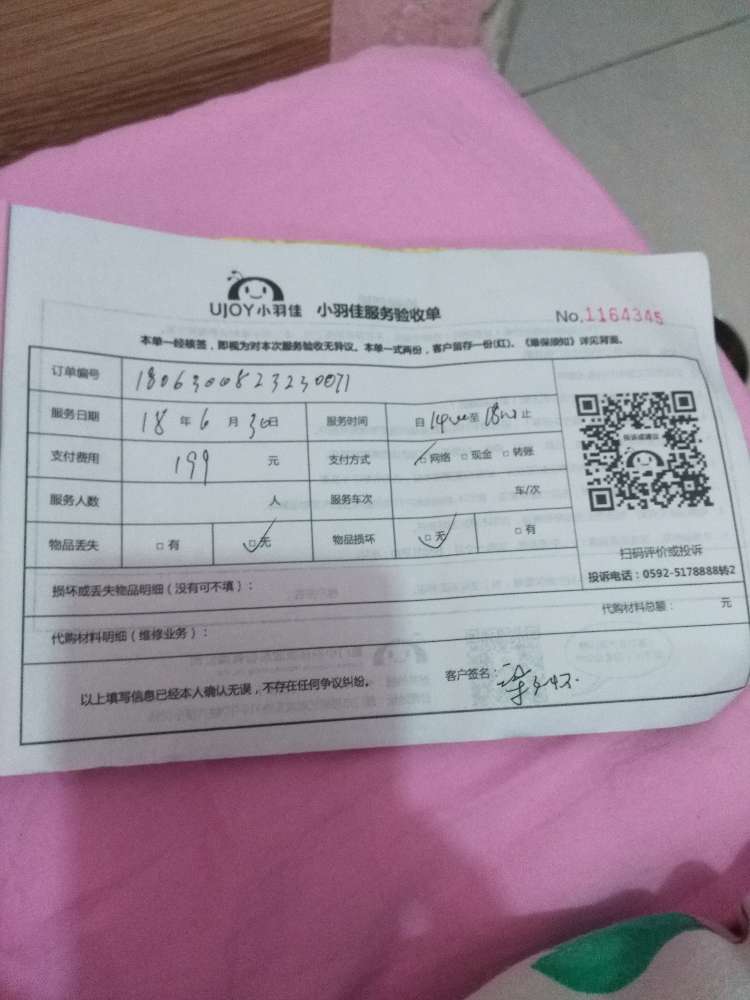 UJOY小羽佳 小羽佳服务验收单 No.1164345
本单一经核签，即视为对本次服务验收无异议。本单一式两份，客户留存一份(红)。《婚保须知》详见背面。
订单编号 1806300823230071
服务日期 18 年 6 月 30 日 服务时间 自 14:00 至 18:00 止
支付费用 199 元 支付方式 □网络 □现金 □转账
服务人数 人 服务车次 车/次
物品丢失 □有 □无 物品损坏 □无 □有
投诉或建议
扫码评价或投诉
投诉电话：0592-5178888转2
损坏或丢失物品明细（没有可不填）：
代购材料明细（维修业务）： 代购材料总额： 元
以上填写信息已经本人确认无误，不存在任何争议纠纷。 客户签名：